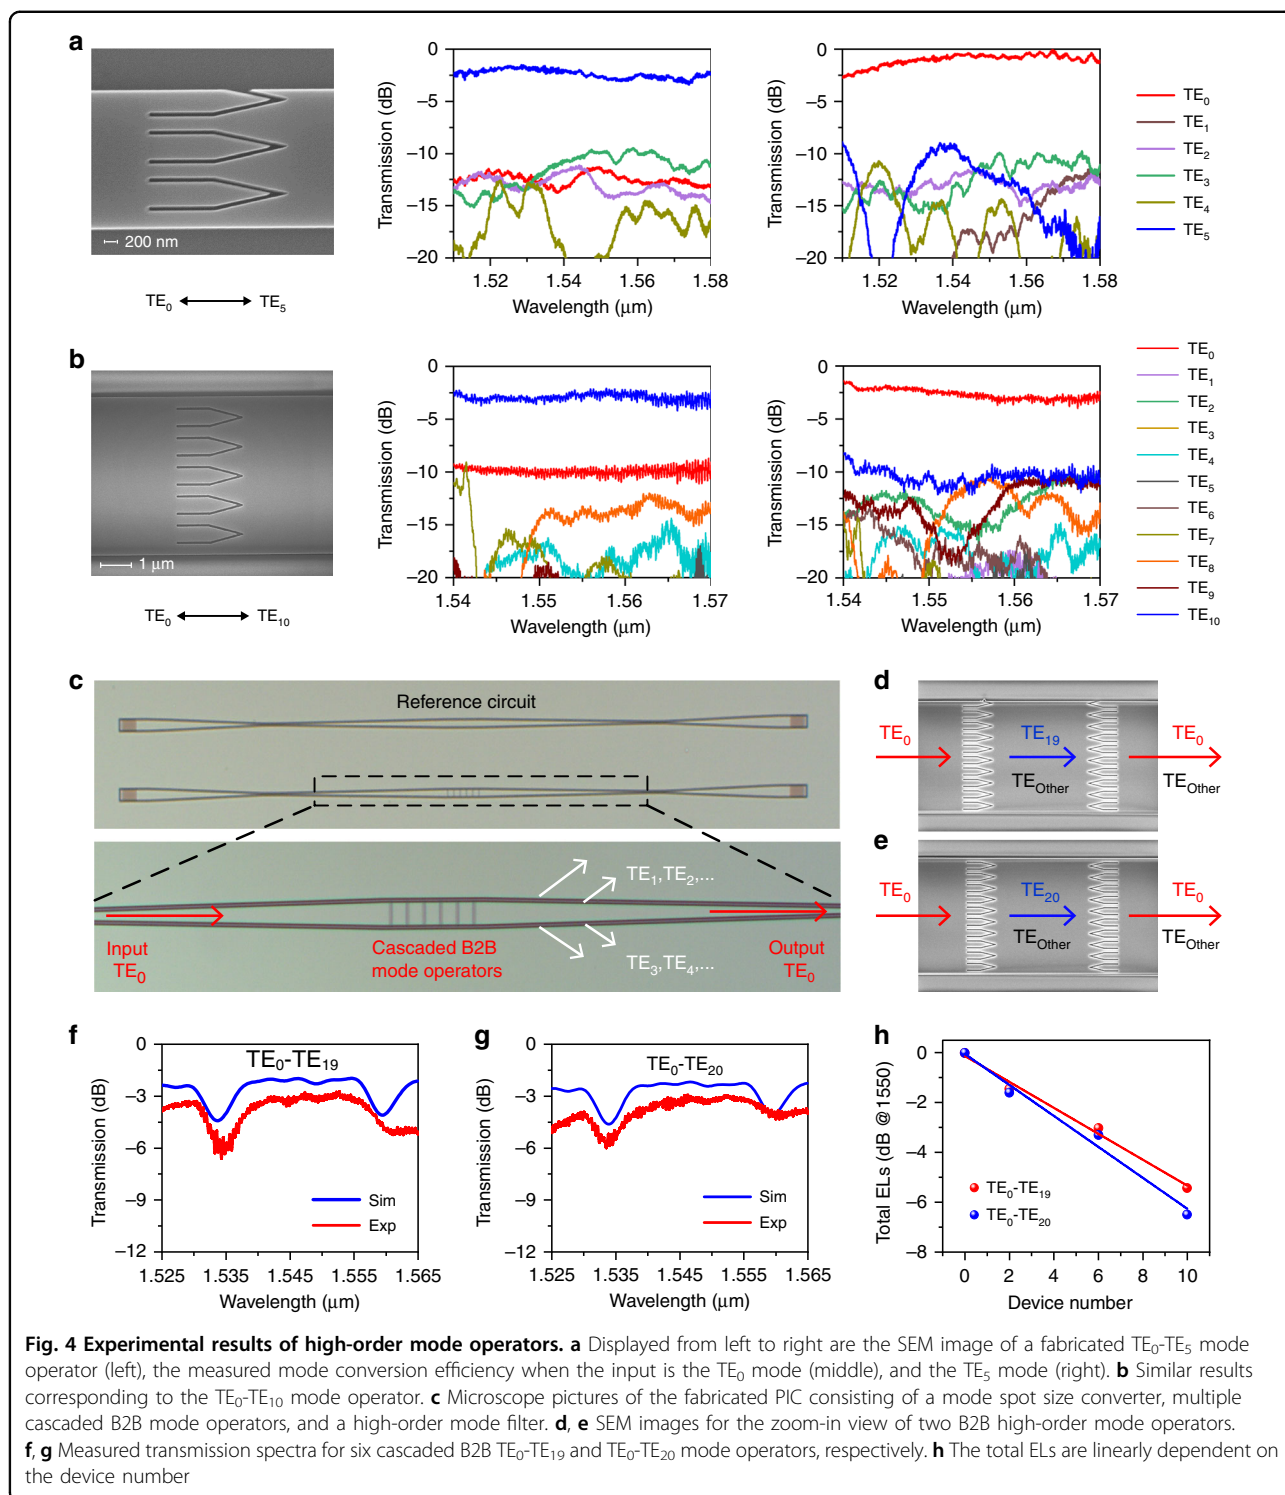 a
0
−5
−10
−15
−20
Transmission (dB)
1.52
1.54
1.56
1.58
Wavelength (μm)
0
−5
−10
−15
−20
Transmission (dB)
1.52
1.54
1.56
1.58
Wavelength (μm)
TE0
TE1
TE2
TE3
TE4
TE5
200 nm
TE0
TE5
b
0
−5
−10
−15
−20
Transmission (dB)
1.54
1.55
1.56
1.57
Wavelength (μm)
0
−5
−10
−15
−20
Transmission (dB)
1.54
1.55
1.56
1.57
Wavelength (μm)
TE0
TE1
TE2
TE3
TE4
TE5
TE6
TE7
TE8
TE9
TE10
1 μm
TE0
TE10
c
Reference circuit
TE1,TE2,...
Input
TE0
Cascaded B2B
mode operators
TE3,TE4,...
Output
TE0
d
TE0
TE19
TEOther
TE0
TEOther
e
TE0
TE20
TEOther
TE0
TEOther
f
TE0-TE19
0
−3
−6
−9
−12
Transmission (dB)
Sim
Exp
1.525
1.535
1.545
1.555
1.565
Wavelength (μm)
g
TE0-TE20
0
−3
−6
−9
−12
Transmission (dB)
Sim
Exp
1.525
1.535
1.545
1.555
1.565
Wavelength (μm)
h
0
−2
−4
−6
−8
Total ELs (dB @1550)
TE0-TE19
TE0-TE20
0
2
4
6
8
10
Device number
Fig. 4 Experimental results of high-order mode operators. a Displayed from left to right are the SEM image of a fabricated TE0-TE5 mode
operator (left), the measured mode conversion efficiency when the input is the TE0 mode (middle), and the TE5 mode (right). b Similar results
corresponding to the TE0-TE10 mode operator. c Microscope pictures of the fabricated PIC consisting of a mode spot size converter, multiple
cascaded B2B mode operators, and a high-order mode filter. d, e SEM images for the zoom-in view of two B2B high-order mode operators.
f, g Measured transmission spectra for six cascaded B2B TE0-TE19 and TE0-TE20 mode operators, respectively. h The total ELs are linearly dependent on
the device number